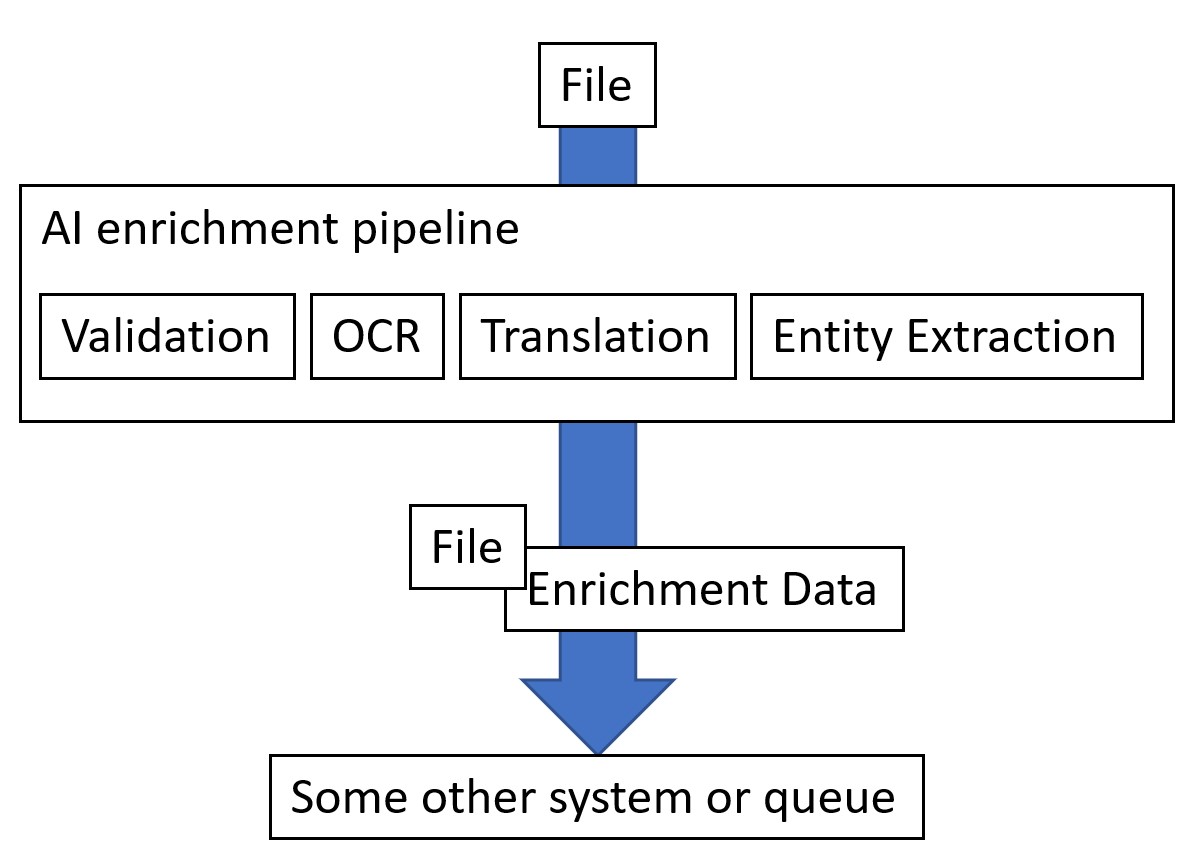 File
AI enrichment pipeline
Validation
OCR
Translation
Entity Extraction
File
Enrichment Data
Some other system or queue